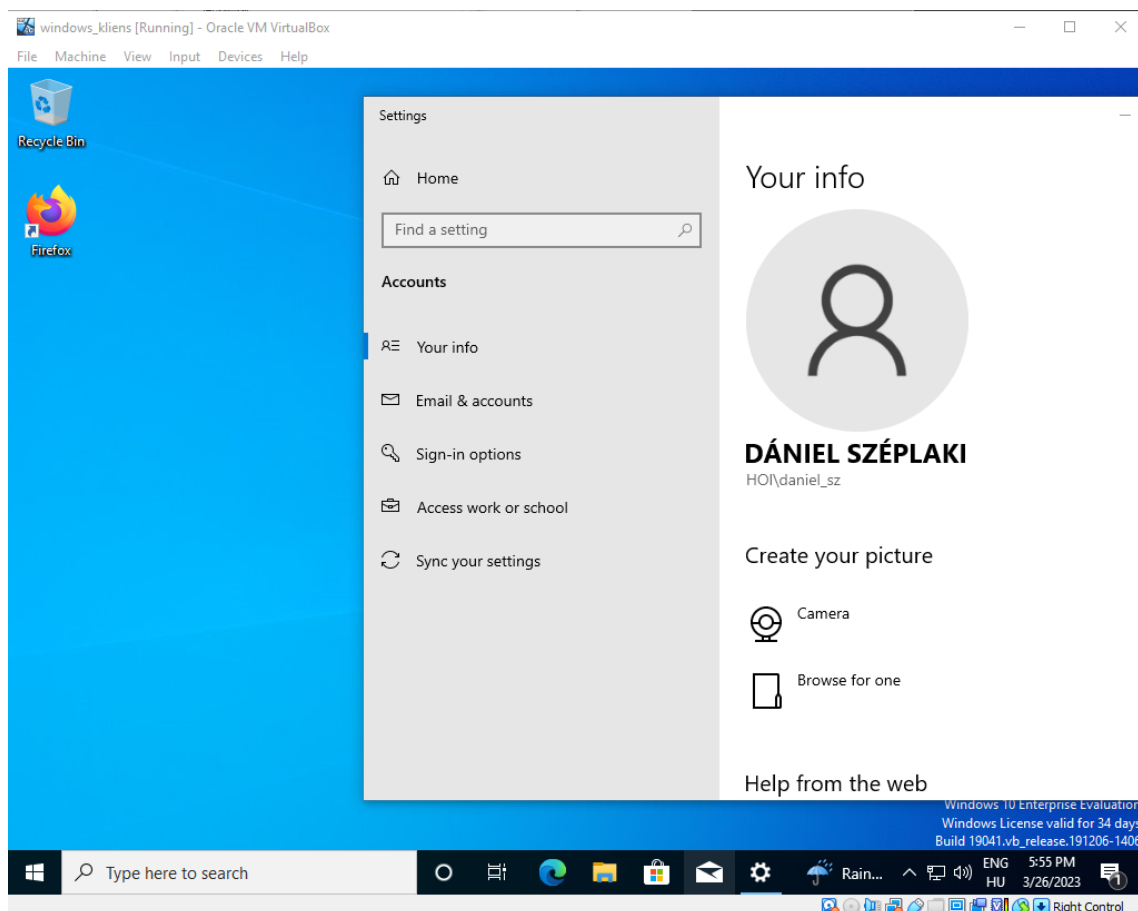 windows_kliens [Running] - Oracle VM VirtualBox
File Machine View Input Devices Help
Recycle Bin
Firefox
Settings
Home
Find a setting
Accounts
Your info
Email & accounts
Sign-in options
Access work or school
Sync your settings
Your info
DÁNIEL SZÉPLAKI
HOI\daniel_sz
Create your picture
Camera
Browse for one
Help from the web
Windows 10 Enterprise Evaluation
Windows License valid for 34 days
Build 19041.vb_release.191206-1406
Type here to search
Rain...
ENG
HU
5:55 PM
3/26/2023
1
Right Control